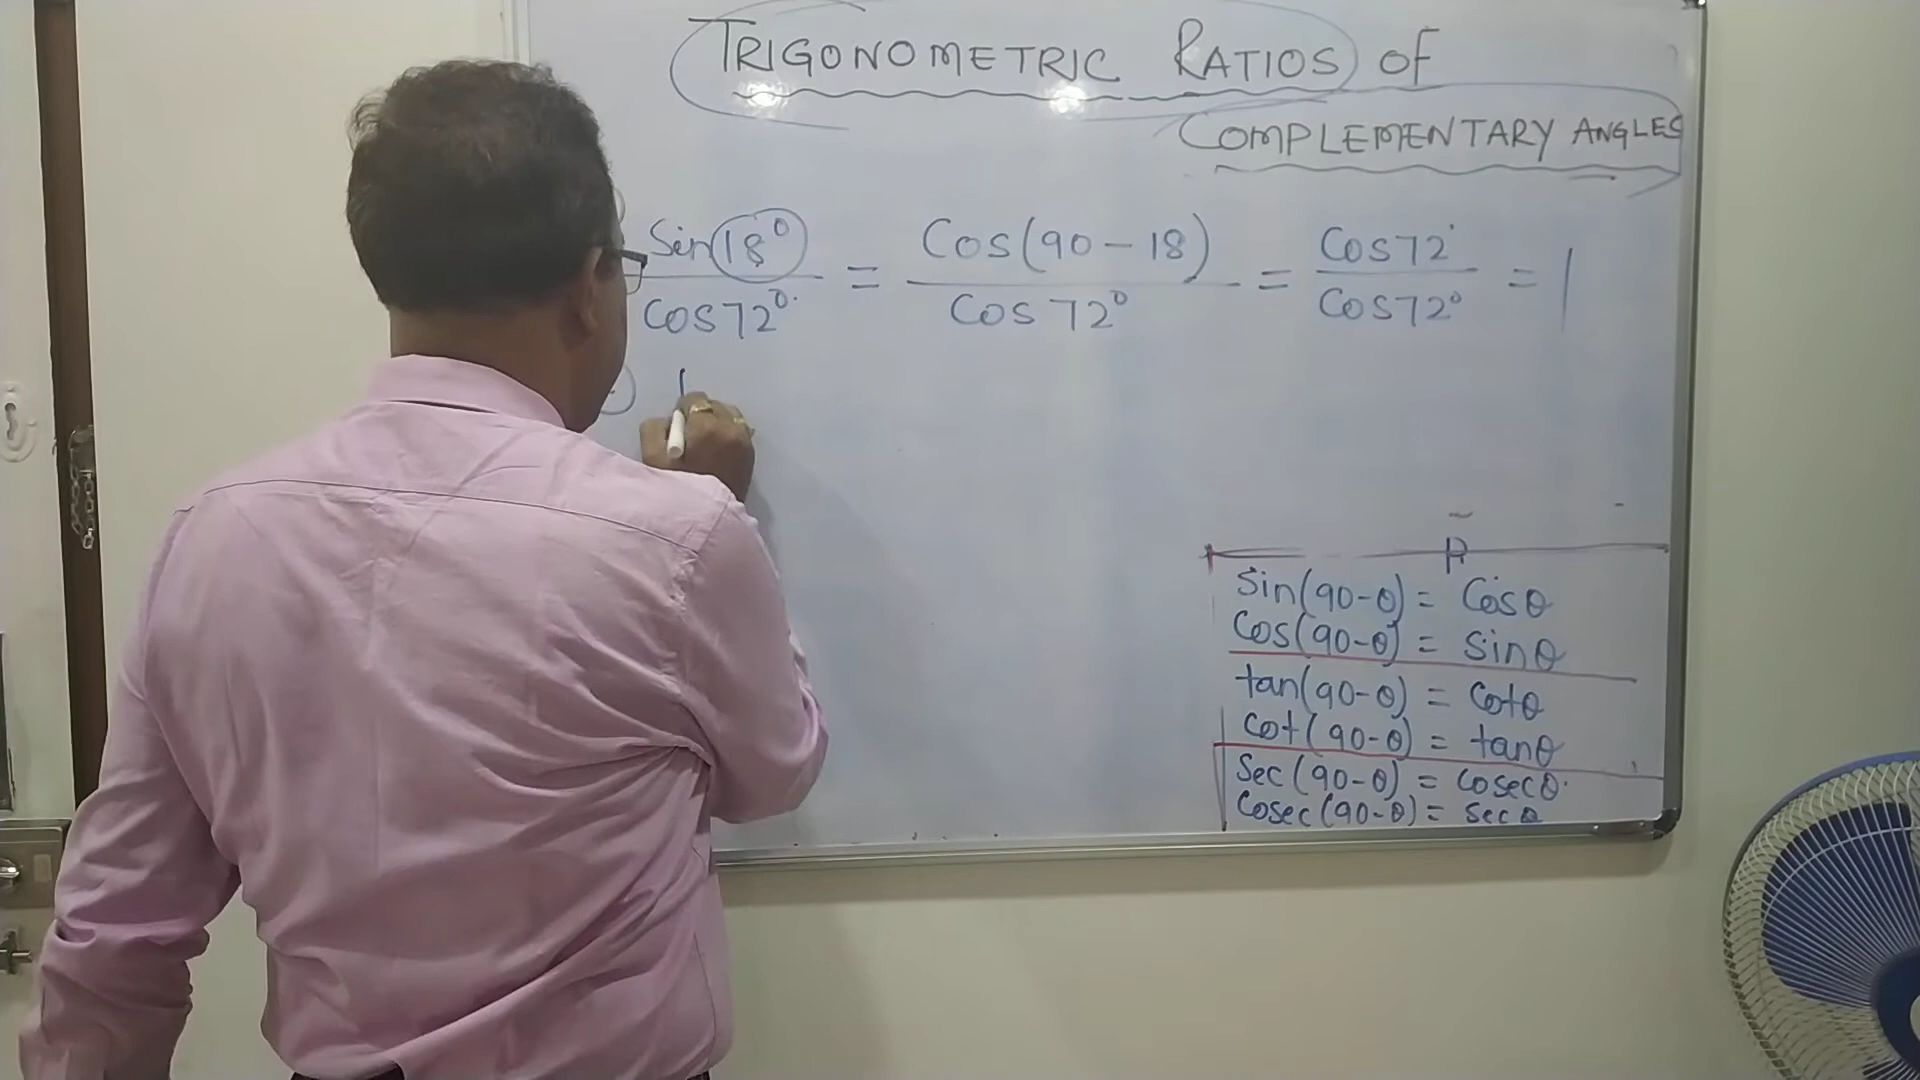 TRIGONOMETRIC RATIOS OF
COMPLEMENTARY ANGLES
Sin 18° / Cos 72° = Cos(90-18) / Cos 72° = Cos 72° / Cos 72° = 1
Sin(90-θ) = Cosθ
Cos(90-θ) = Sinθ
tan(90-θ) = Cotθ
Cot(90-θ) = tanθ
Sec(90-θ) = Cosecθ
Cosec(90-θ) = Secθ